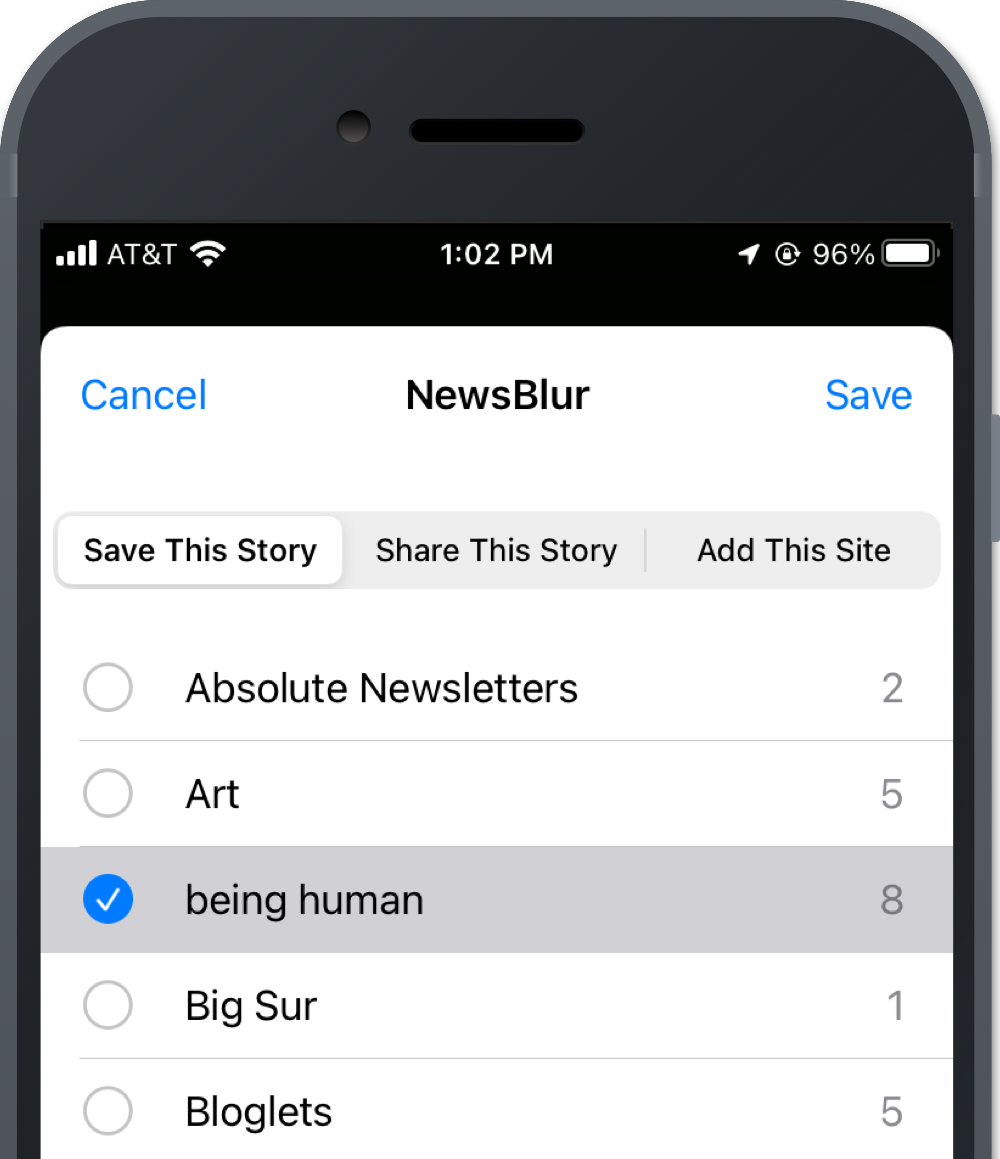 AT&T 1:02 PM 96%
Cancel NewsBlur Save
Save This Story Share This Story Add This Site
Absolute Newsletters 2
Art 5
being human 8
Big Sur 1
Bloglets 5